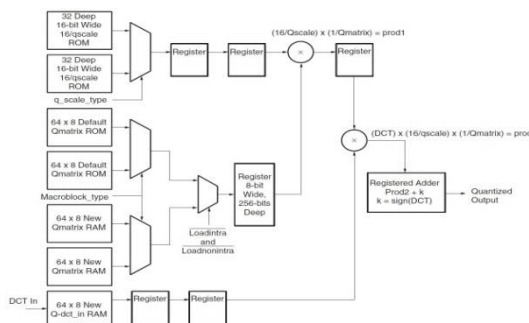 32 Deep
16-bit Wide
16/qscale
ROM
32 Deep
16-bit Wide
16/qscale
ROM
q_scale_type
Register
Register
(16/Qscale) x (1/Qmatrix) = prod1
×
Register
64 x 8 Default
Qmatrix ROM
64 x 8 Default
Qmatrix ROM
Macroblock_type
64 x 8 New
Qmatrix RAM
64 x 8 New
Qmatrix RAM
Loadintra
and
Loadnonintra
Register
8-bit
Wide,
256-bits
Deep
×
(DCT) x (16/qscale) x (1/Qmatrix) = prod
Registered Adder
Prod2 + k
k = sign(DCT)
Quantized
Output
DCT In
64 x 8 New
Q-dct_in RAM
Register
Register